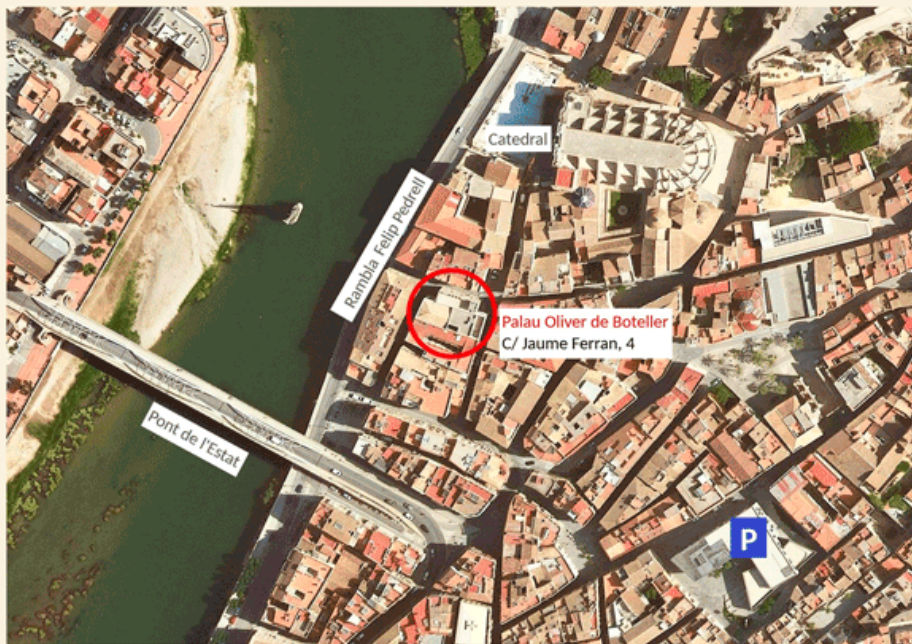 Catedral
Rambla Felip Pedrell
Palau Oliver de Boteller
C/ Jaume Ferran, 4
Pont de l'Estat
P